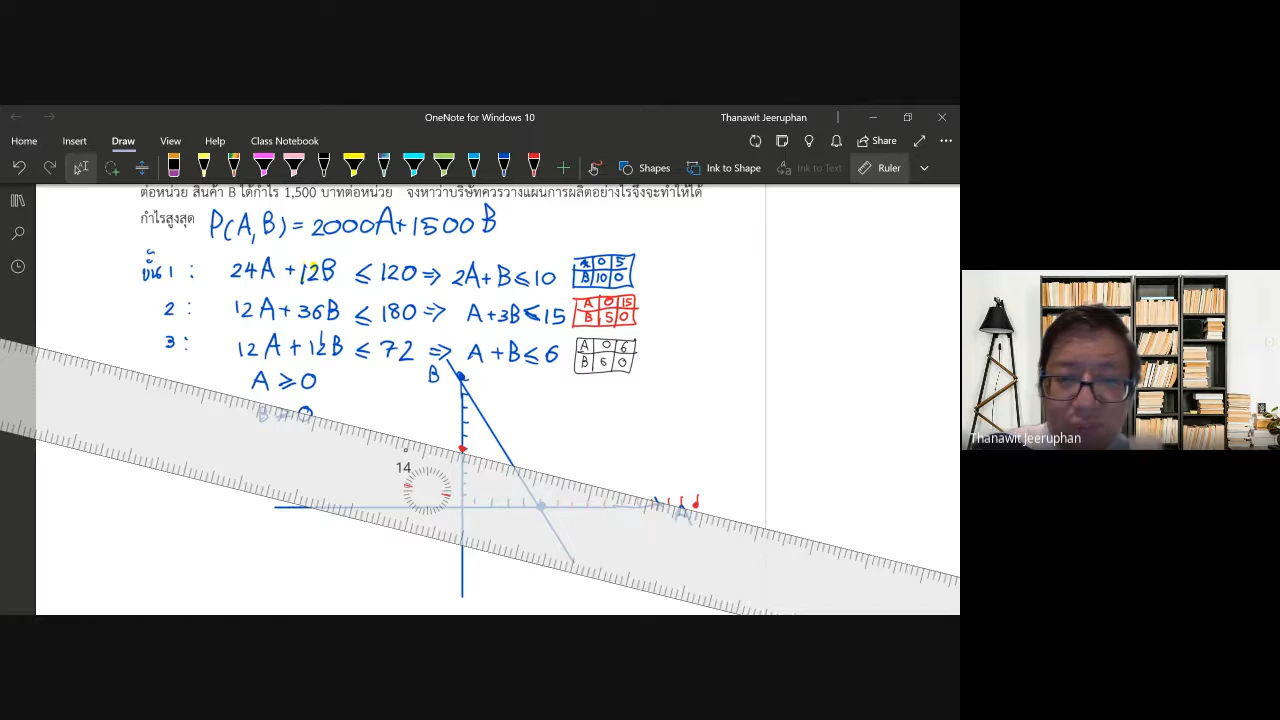 OneNote for Windows 10
Thanawit Jeeruphan
Home Insert Draw View Help Class Notebook
Share
Shapes Ink to Shape Ink to Text Ruler
ต่อหน่วย สินค้า B ได้กำไร 1,500 บาทต่อหน่วย จงหาว่าบริษัทควรวางแผนการผลิตอย่างไรจึงจะทำให้ได้
กำไรสูงสุด P(A,B) = 2000A+1500B
ขั้น 1 : 24A + 12B ≤ 120 ⇒ 2A+B ≤ 10
A 0 5
B 10 0
2 : 12A + 36B ≤ 180 ⇒ A+3B ≤ 15
A 0 15
B 5 0
3 : 12A + 12B ≤ 72 ⇒ A+B ≤ 6
A 0 6
B 6 0
A ≥ 0
B ≥ 0
B
14°
A
Thanawit Jeeruphan